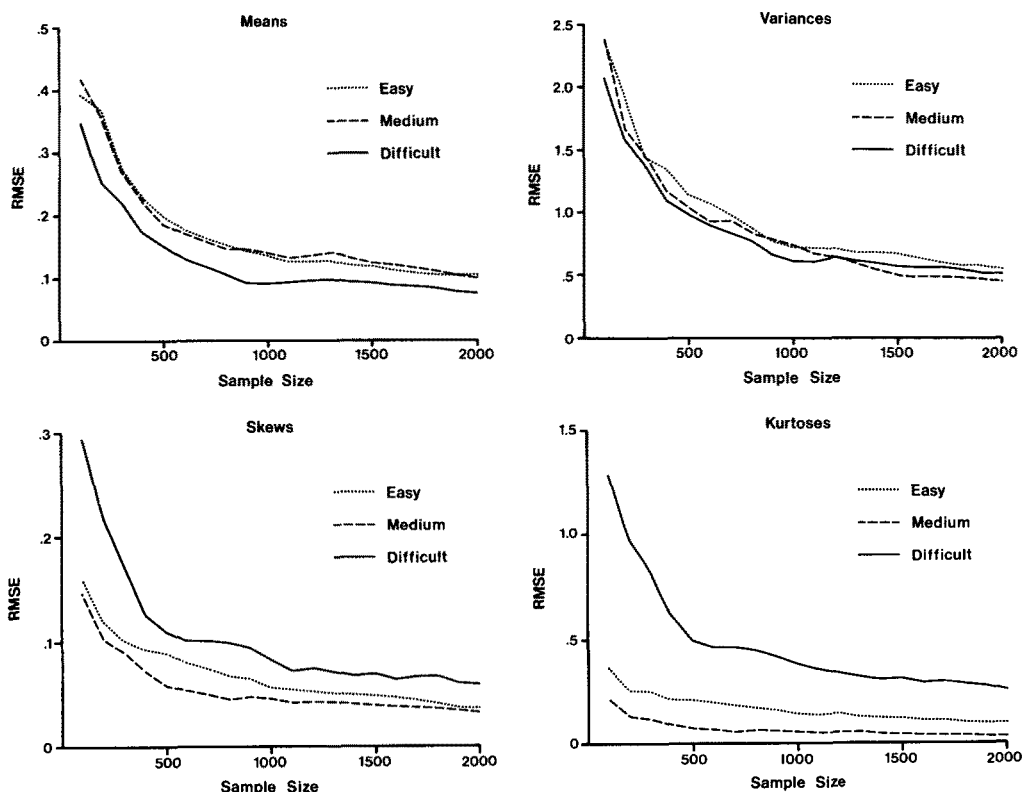 Means
.5
.4
.3
.2
.1
0
RMSE
500
1000
1500
2000
Sample Size
Easy
Medium
Difficult
Variances
2.5
2.0
1.5
1.0
.5
0
RMSE
500
1000
1500
2000
Sample Size
Easy
Medium
Difficult
Skews
.3
.2
.1
0
RMSE
500
1000
1500
2000
Sample Size
Easy
Medium
Difficult
Kurtoses
1.5
1.0
.5
0
RMSE
500
1000
1500
2000
Sample Size
Easy
Medium
Difficult